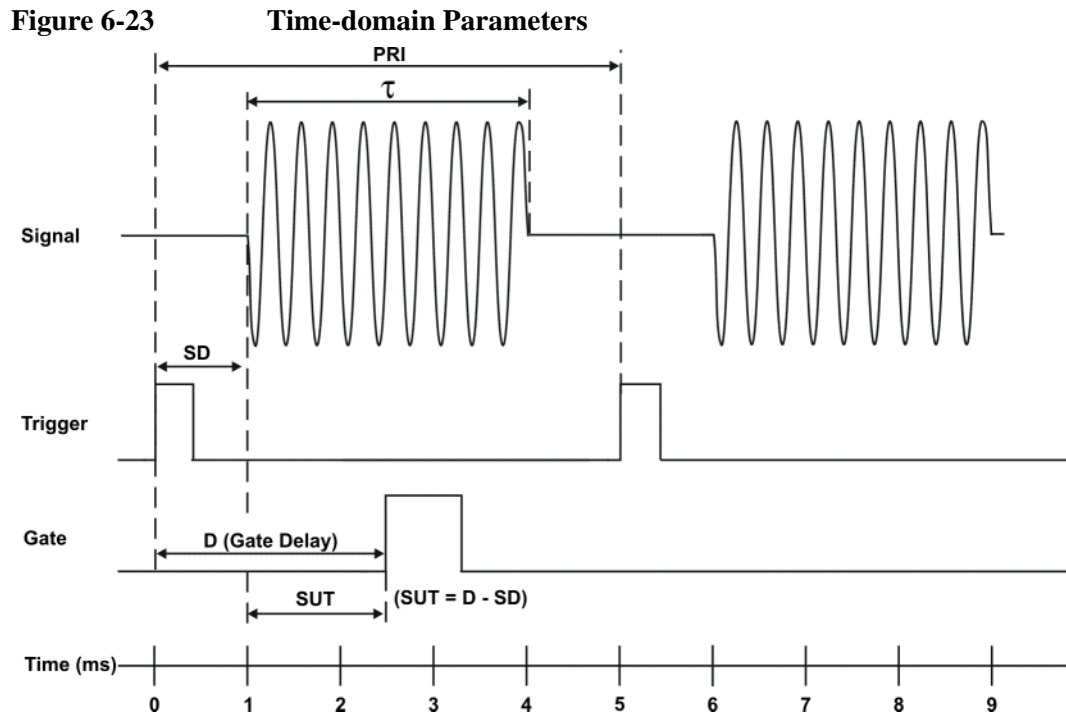 Figure 6-23 Time-domain Parameters
PRI
τ
Signal
SD
Trigger
Gate
D (Gate Delay)
SUT (SUT = D - SD)
Time (ms)
0 1 2 3 4 5 6 7 8 9